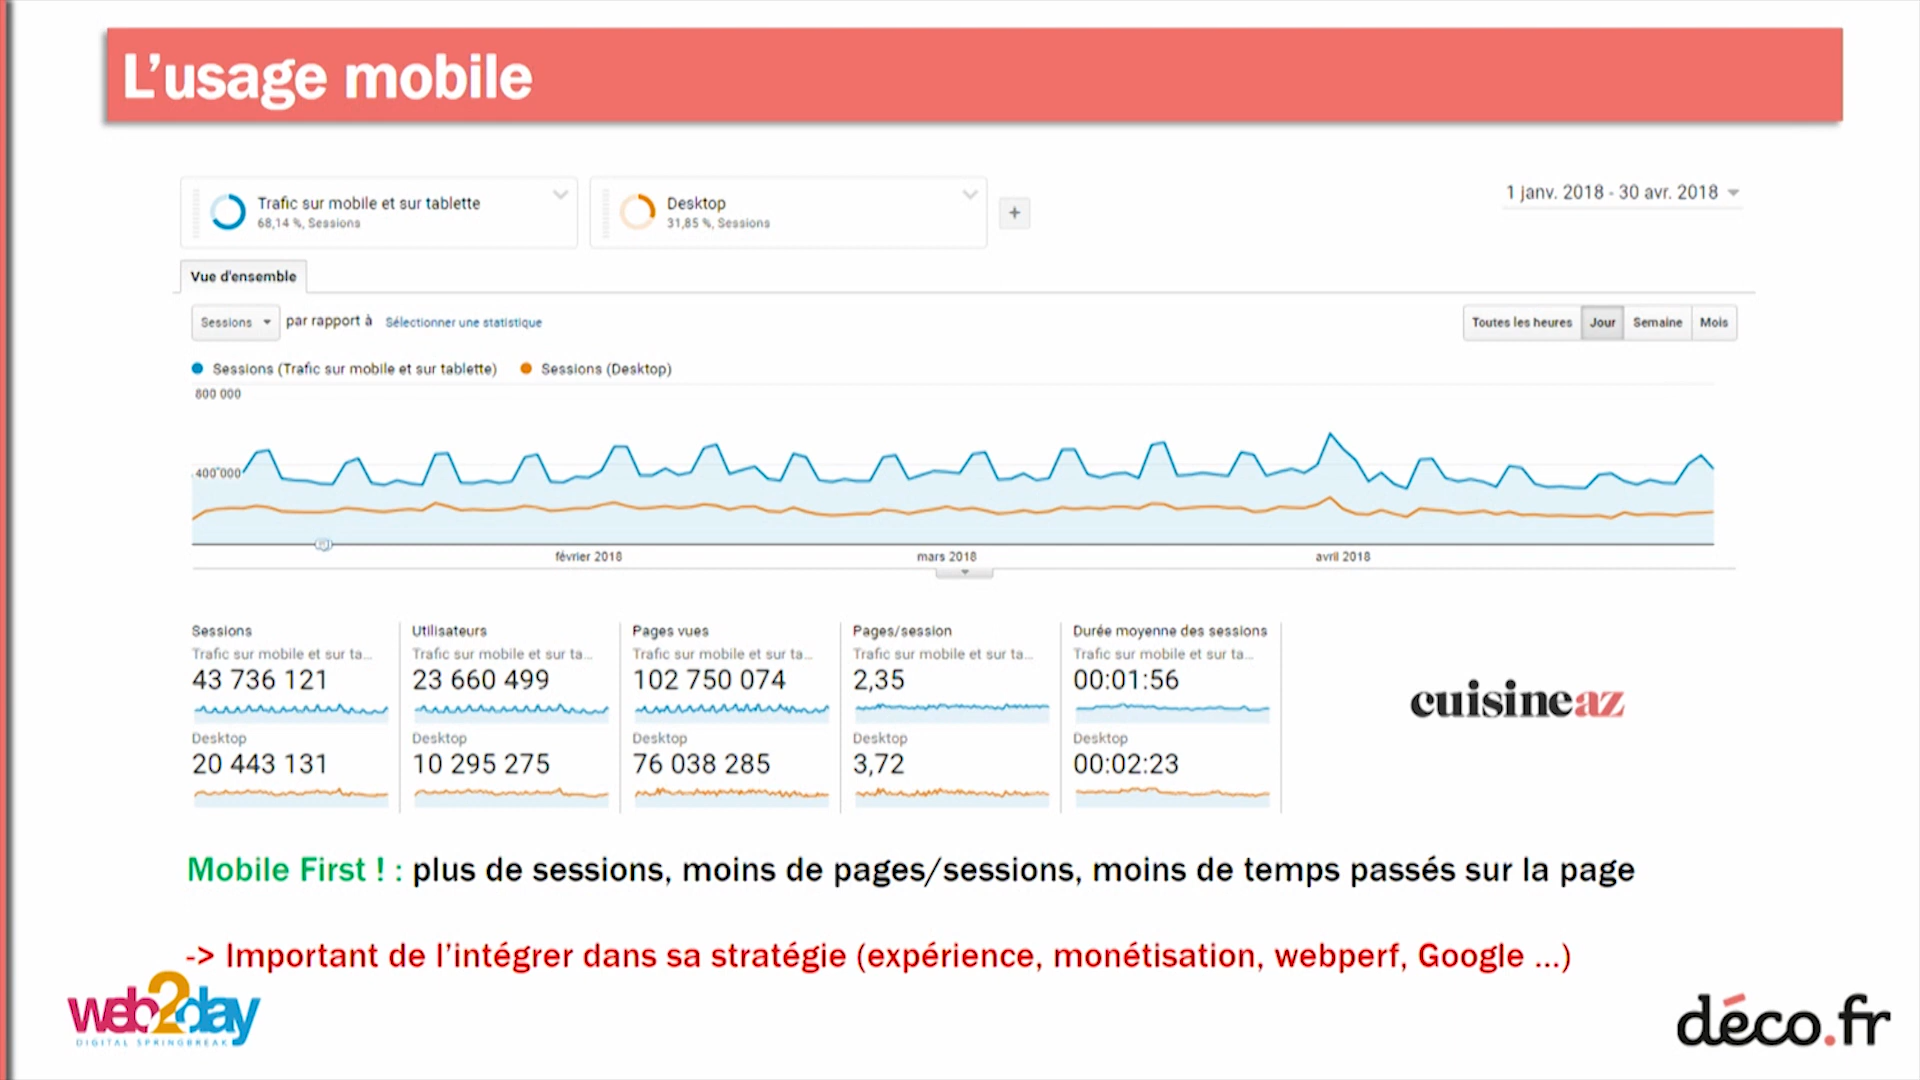 L'usage mobile
Trafic sur mobile et sur tablette
68,14 %, Sessions
Desktop
31,85 %, Sessions
+
1 janv. 2018 - 30 avr. 2018
Vue d'ensemble
Sessions par rapport à Sélectionner une statistique
Toutes les heures Jour Semaine Mois
Sessions (Trafic sur mobile et sur tablette) Sessions (Desktop)
800 000
400 000
février 2018 mars 2018 avril 2018
Sessions
Trafic sur mobile et sur ta...
43 736 121
Desktop
20 443 131
Utilisateurs
Trafic sur mobile et sur ta...
23 660 499
Desktop
10 295 275
Pages vues
Trafic sur mobile et sur ta...
102 750 074
Desktop
76 038 285
Pages/session
Trafic sur mobile et sur ta...
2,35
Desktop
3,72
Durée moyenne des sessions
Trafic sur mobile et sur ta...
00:01:56
Desktop
00:02:23
cuisineaz
Mobile First ! : plus de sessions, moins de pages/sessions, moins de temps passés sur la page
-> Important de l'intégrer dans sa stratégie (expérience, monétisation, webperf, Google ...)
web2day
DIGITAL SPRINGBREAK
déco.fr